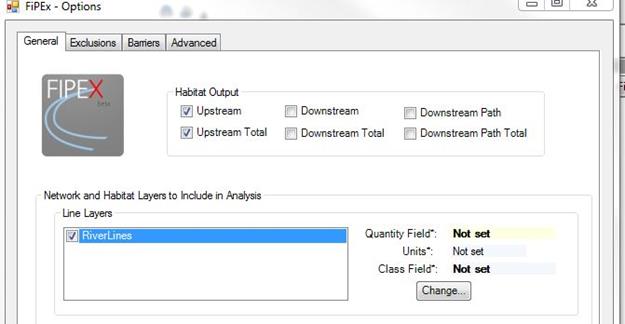 FiPEx - Options
General Exclusions Barriers Advanced
FIPEX
beta
Habitat Output
Upstream Downstream Downstream Path
Upstream Total Downstream Total Downstream Path Total
Network and Habitat Layers to Include in Analysis
Line Layers
RiverLines
Quantity Field*: Not set
Units*: Not set
Class Field*: Not set
Change...